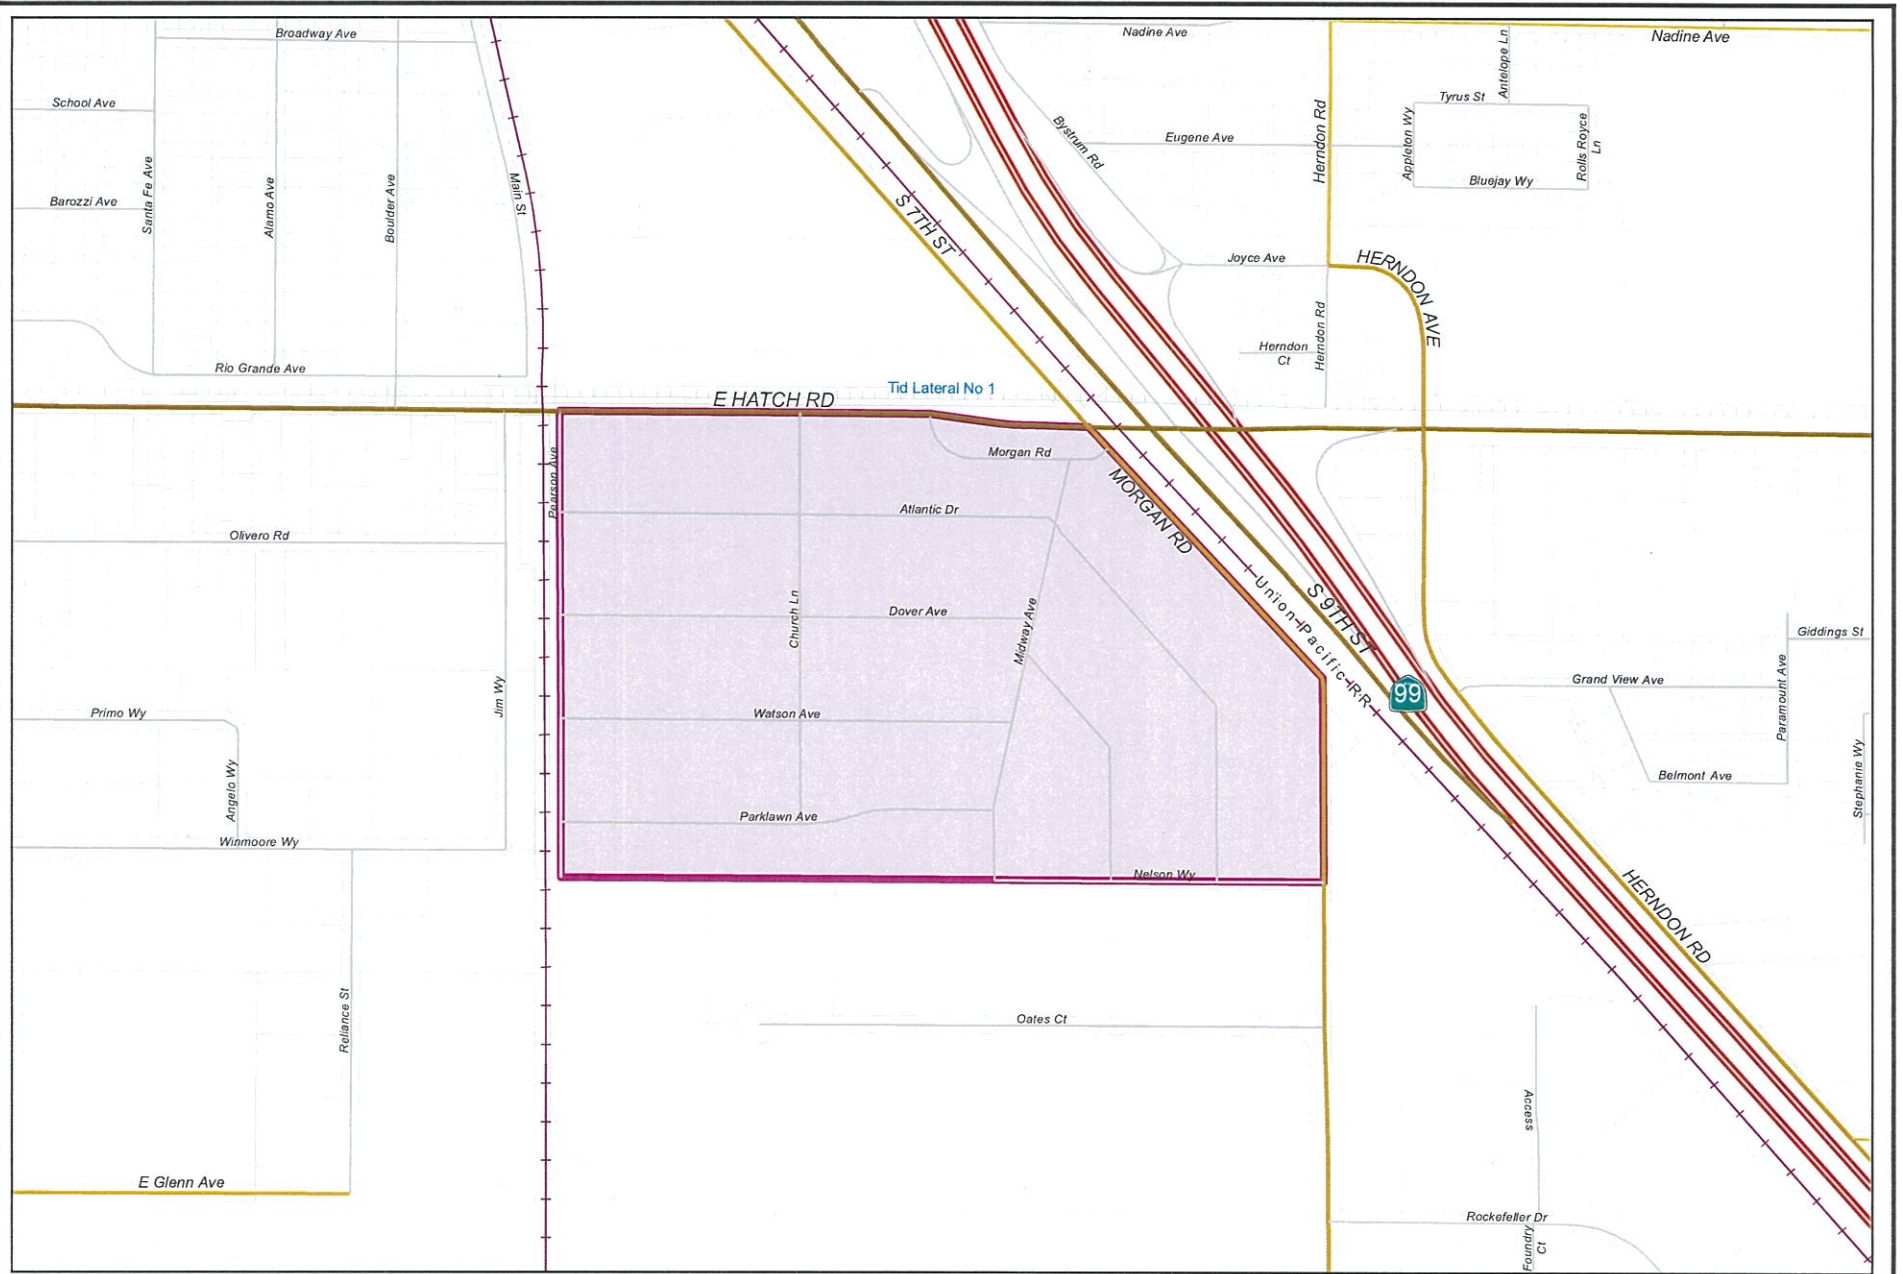 Broadway Ave
Nadine Ave
Nadine Ave
Antelope Ln
School Ave
Tyrus St
Herndon Rd
Appleton Wy
Rolls Royce
Ln
Bystrum Rd
Eugene Ave
Bluejay Wy
Barozzi Ave
Santa Fe Ave
Alamo Ave
Boulder Ave
Main St
S 7TH ST
Joyce Ave
HERNDON AVE
Herndon
Ct
Herndon Rd
Rio Grande Ave
Tid Lateral No 1
E HATCH RD
Morgan Rd
Pearson Ave
MORGAN RD
Atlantic Dr
Olivero Rd
Union Pacific RR
S 9TH ST
Church Ln
Dover Ave
Midway Ave
Giddings St
99
Grand View Ave
Paramount Ave
Jim Wy
Primo Wy
Watson Ave
Belmont Ave
Stephanie Wy
Angelo Wy
Parklawn Ave
Winmoore Wy
Nelson Wy
HERNDON RD
Reliance St
Oates Ct
Access
E Glenn Ave
Rockefeller Dr
Foundry
Ct